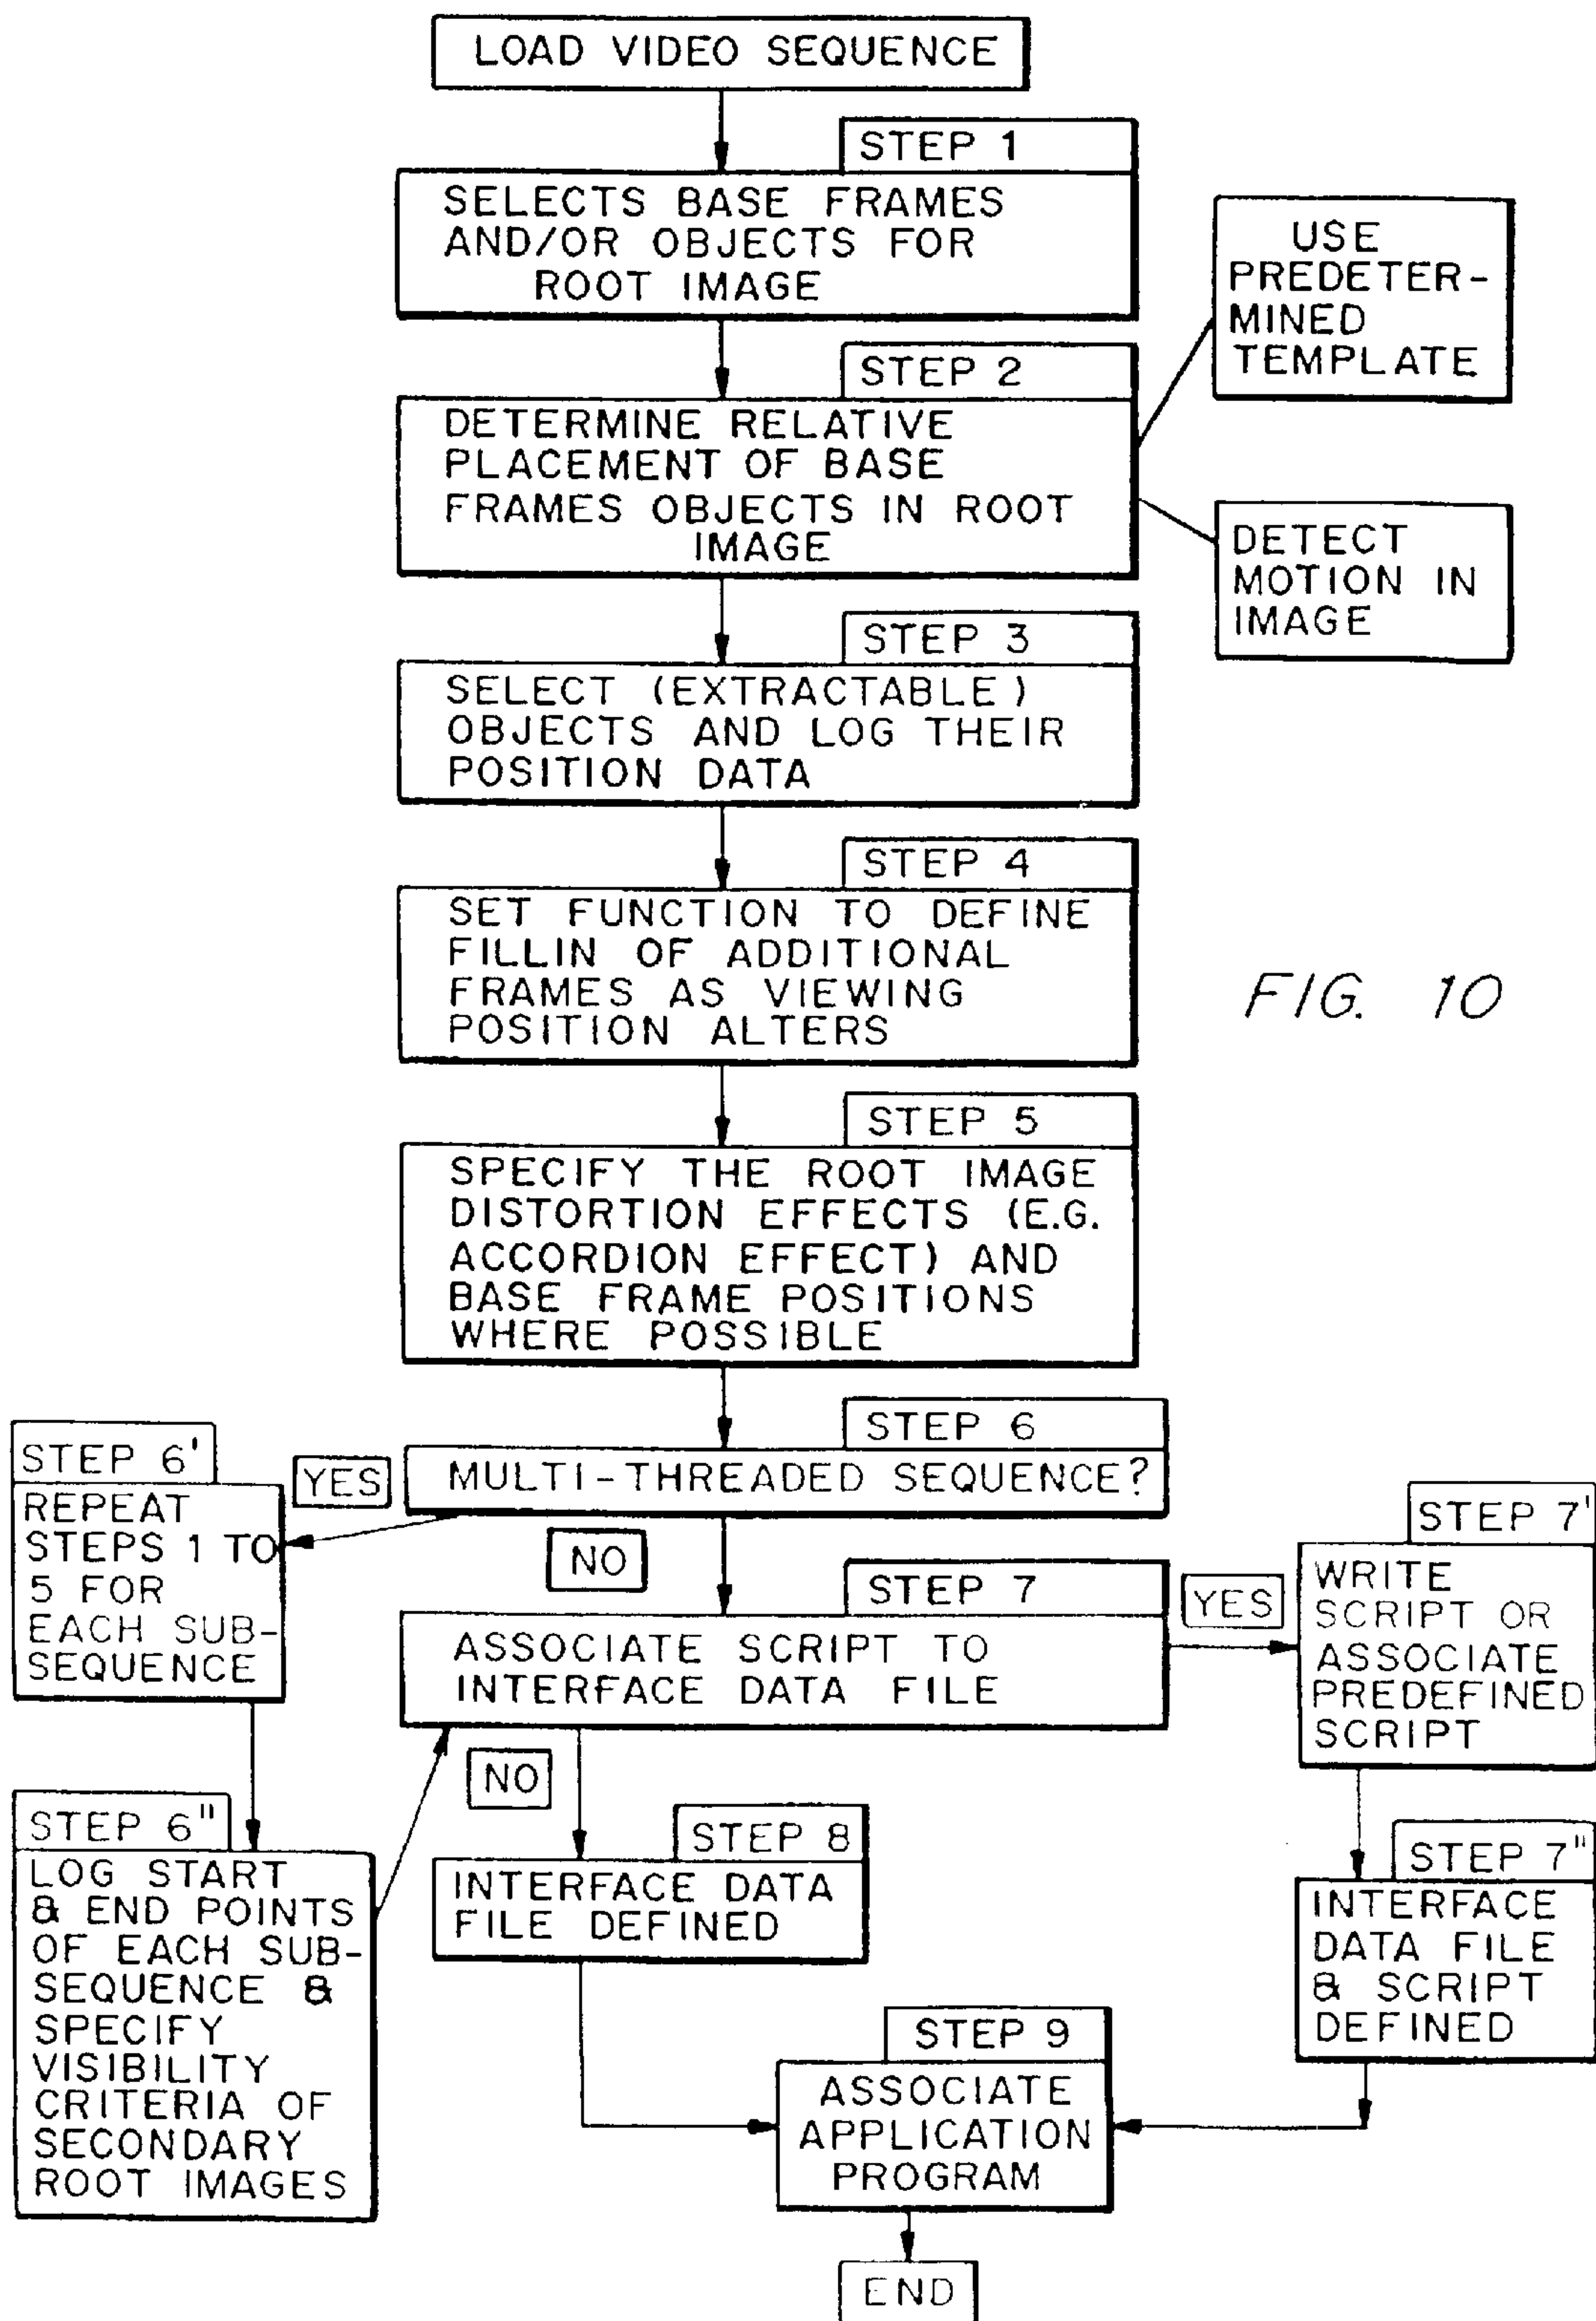 LOAD VIDEO SEQUENCE
STEP 1
SELECTS BASE FRAMES
AND/OR OBJECTS FOR
ROOT IMAGE
USE
PREDETER-
MINED
TEMPLATE
STEP 2
DETERMINE RELATIVE
PLACEMENT OF BASE
FRAMES OBJECTS IN ROOT
IMAGE
DETECT
MOTION IN
IMAGE
STEP 3
SELECT (EXTRACTABLE)
OBJECTS AND LOG THEIR
POSITION DATA
STEP 4
SET FUNCTION TO DEFINE
FILLIN OF ADDITIONAL
FRAMES AS VIEWING
POSITION ALTERS
FIG. 10
STEP 5
SPECIFY THE ROOT IMAGE
DISTORTION EFFECTS (E.G.
ACCORDION EFFECT) AND
BASE FRAME POSITIONS
WHERE POSSIBLE
STEP 6
MULTI-THREADED SEQUENCE?
YES
STEP 6'
REPEAT
STEPS 1 TO
5 FOR
EACH SUB-
SEQUENCE
NO
STEP 7
ASSOCIATE SCRIPT TO
INTERFACE DATA FILE
YES
STEP 7'
WRITE
SCRIPT OR
ASSOCIATE
PREDEFINED
SCRIPT
STEP 6"
LOG START
& END POINTS
OF EACH SUB-
SEQUENCE &
SPECIFY
VISIBILITY
CRITERIA OF
SECONDARY
ROOT IMAGES
NO
STEP 8
INTERFACE DATA
FILE DEFINED
STEP 7"
INTERFACE
DATA FILE
& SCRIPT
DEFINED
STEP 9
ASSOCIATE
APPLICATION
PROGRAM
END